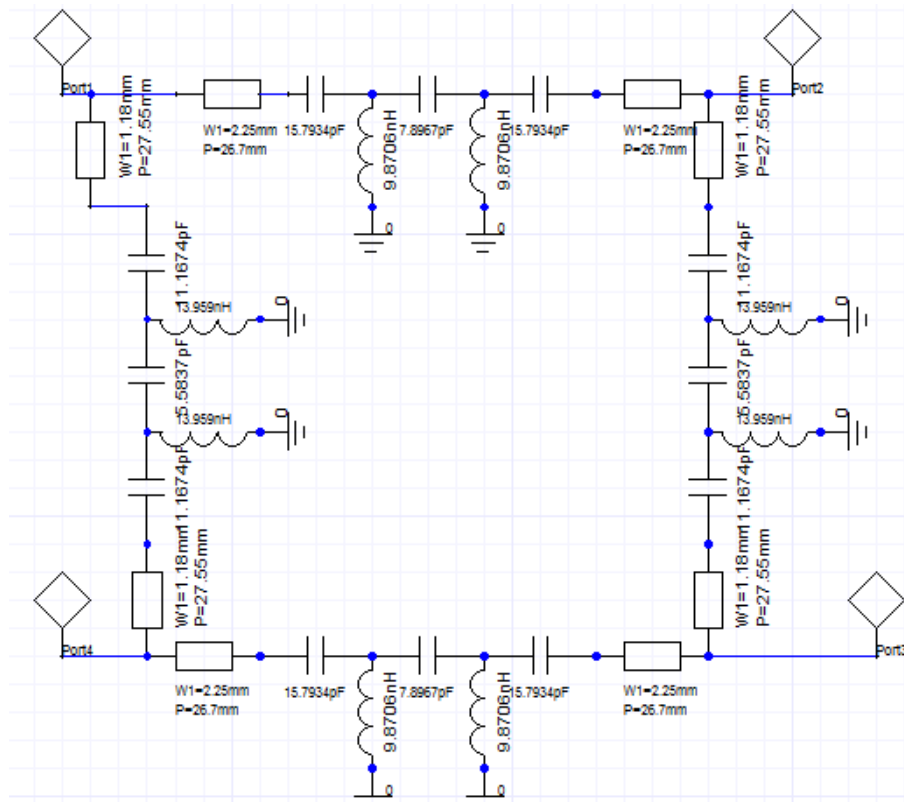 Port1
Port2
W1=1.18mm
P=27.55mm
W1=2.25mm
P=26.7mm
15.7934pF
9.8706nH
7.8967pF
9.8706nH
15.7934pF
W1=2.25mm
P=26.7mm
W1=1.18mm
P=27.55mm
0
0
11.1674pF
11.1674pF
13.959nH
0
13.959nH
0
5.5837pF
5.5837pF
13.959nH
0
13.959nH
0
11.1674pF
11.1674pF
W1=1.18mm
P=27.55mm
W1=1.18mm
P=27.55mm
Port4
Port3
W1=2.25mm
P=26.7mm
15.7934pF
9.8706nH
7.8967pF
9.8706nH
15.7934pF
W1=2.25mm
P=26.7mm
0
0